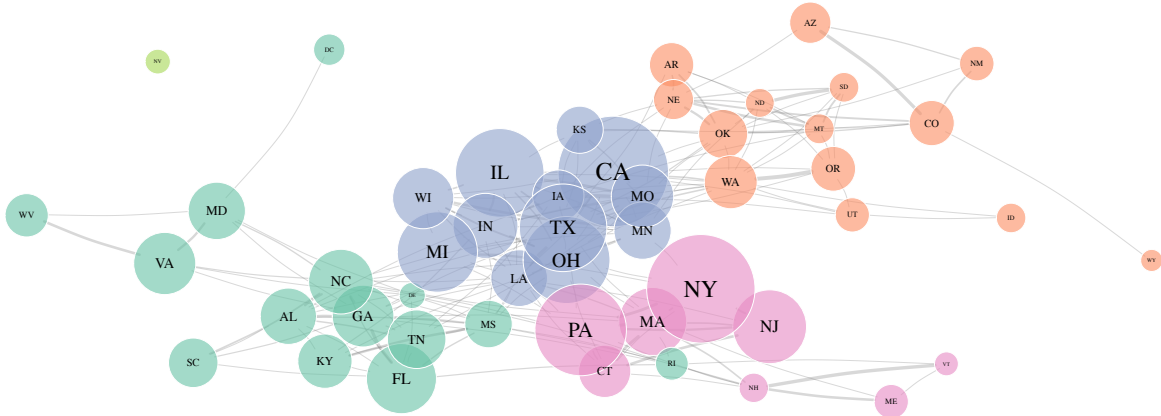 AZ
DC
NV
AR
NM
SD
NE
ND
CO
KS
MT
OK
IL
CA
OR
WA
WI
IA
MO
MD
WV
UT
ID
IN
TX
MN
MI
OH
WY
VA
LA
NC
NY
DE
AL
GA
MS
MA
NJ
PA
TN
SC
KY
RI
VT
CT
FL
NH
ME